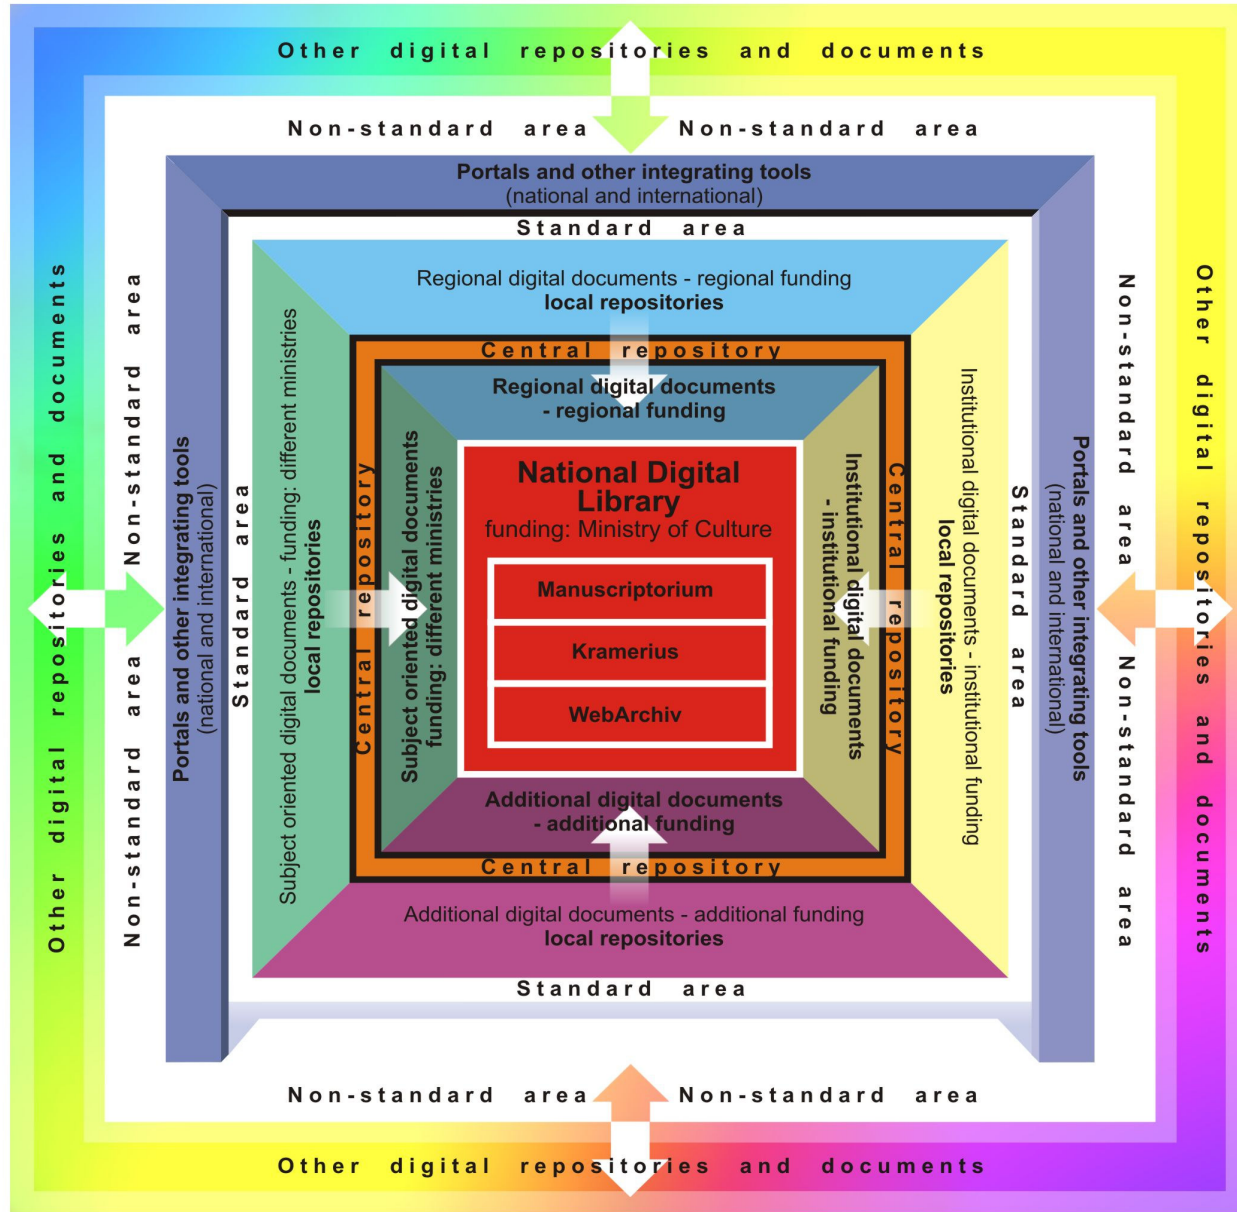 Other digital repositories and documents
Non-standard area Non-standard area
Portals and other integrating tools
(national and international)
Standard area
Regional digital documents - regional funding
local repositories
Central repository
Regional digital documents
- regional funding
Other digital repositories and documents
Non-standard area Non-standard area
Portals and other integrating tools
(national and international)
Standard area
Subject oriented digital documents - funding: different ministries
local repositories
Central repository
Subject oriented digital documents
funding: different ministries
National Digital
Library
funding: Ministry of Culture
Manuscriptorium
Kramerius
WebArchiv
Institutional digital documents
- institutional funding
Central repository
Institutional digital documents - institutional funding
local repositories
Standard area
Portals and other integrating tools
(national and international)
Non-standard area Non-standard area
Other digital repositories and documents
Additional digital documents
- additional funding
Central repository
Additional digital documents - additional funding
local repositories
Standard area
Non-standard area Non-standard area
Other digital repositories and documents